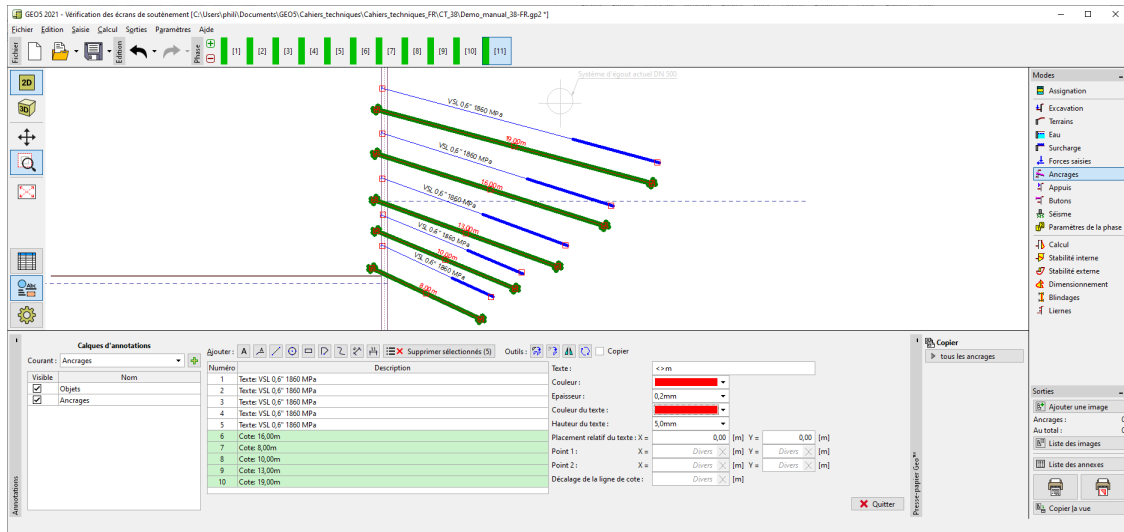 GEO5 2021 - Vérification des écrans de soutènement [C:\Users\phili\Documents\GEO5\Cahiers_techniques\Cahiers_techniques_FR\CT_38\Demo_manual_38-FR.gp2 *]
Fichier Edition Saisie Calcul Sorties Paramètres Aide
Fichier
Edition
Phase
[1] [2] [3] [4] [5] [6] [7] [8] [9] [10] [11]
2D
3D
Abc
Système d'égout actuel DN 500
VSL 0,6" 1860 MPa
19,00m
VSL 0,6" 1860 MPa
16,00m
VSL 0,6" 1860 MPa
13,00m
VSL 0,6" 1860 MPa
10,00m
VSL 0,6" 1860 MPa
8,00m
Modes
Assignation
Excavation
Terrains
Eau
Surcharge
Forces saisies
Ancrages
Appuis
Butons
Séisme
Paramètres de la phase
Calcul
Stabilité interne
Stabilité externe
Dimensionnement
Blindages
Liernes
Sorties
Ajouter une image
Ancrages :
Au total :
Liste des images
Liste des annexes
Copier la vue
Annotations
Calques d'annotations
Courant : Ancrages
Visible Nom
Objets
Ancrages
Ajouter : A Supprimer sélectionnés (5) Outils : Copier
Numéro Description
1 Texte: VSL 0,6" 1860 MPa
2 Texte: VSL 0,6" 1860 MPa
3 Texte: VSL 0,6" 1860 MPa
4 Texte: VSL 0,6" 1860 MPa
5 Texte: VSL 0,6" 1860 MPa
6 Cote: 16,00m
7 Cote: 8,00m
8 Cote: 10,00m
9 Cote: 13,00m
10 Cote: 19,00m
Texte : <>m
Couleur :
Epaisseur : 0,2mm
Couleur du texte :
Hauteur du texte : 5,0mm
Placement relatif du texte : X = 0,00 [m] Y = 0,00 [m]
Point 1 : X = Divers [m] Y = Divers [m]
Point 2 : X = Divers [m] Y = Divers [m]
Décalage de la ligne de cote : Divers [m]
Quitter
Presse-papier Geo™
Copier
tous les ancrages